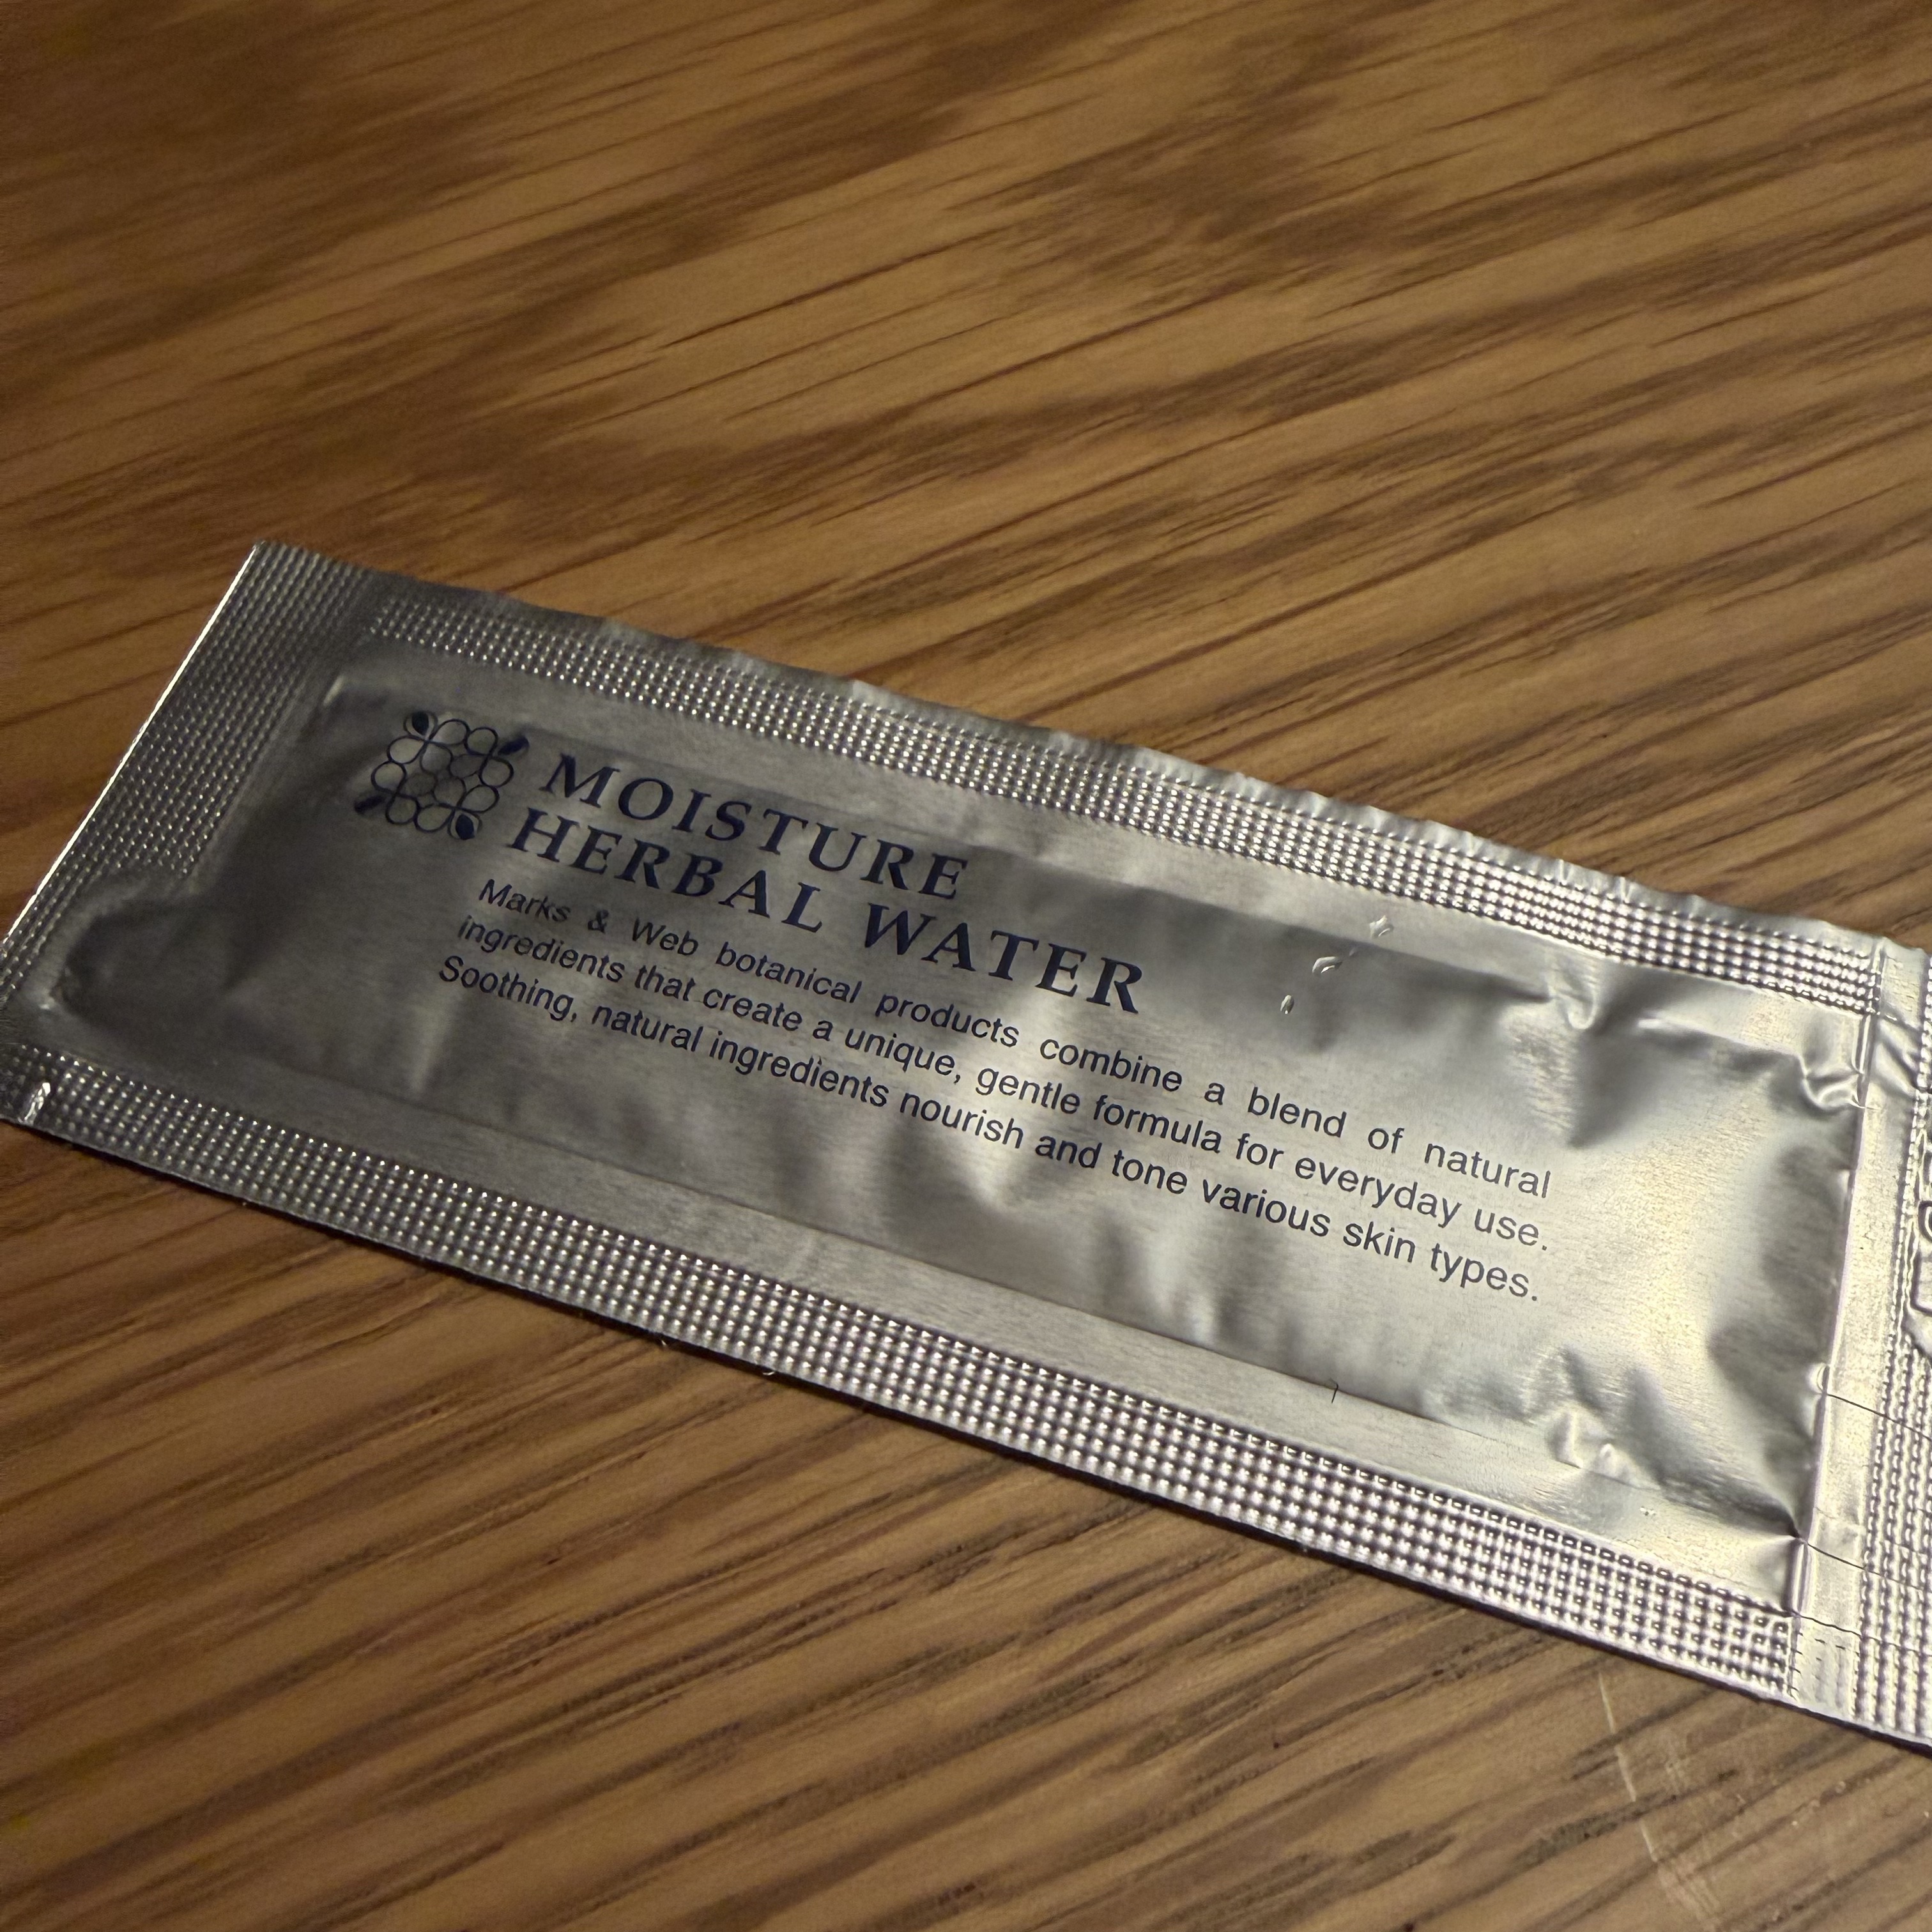 MOISTURE
HERBAL WATER
Marks & Web botanical products combine a blend of natural
ingredients that create a unique, gentle formula for everyday use.
Soothing, natural ingredients nourish and tone various skin types.